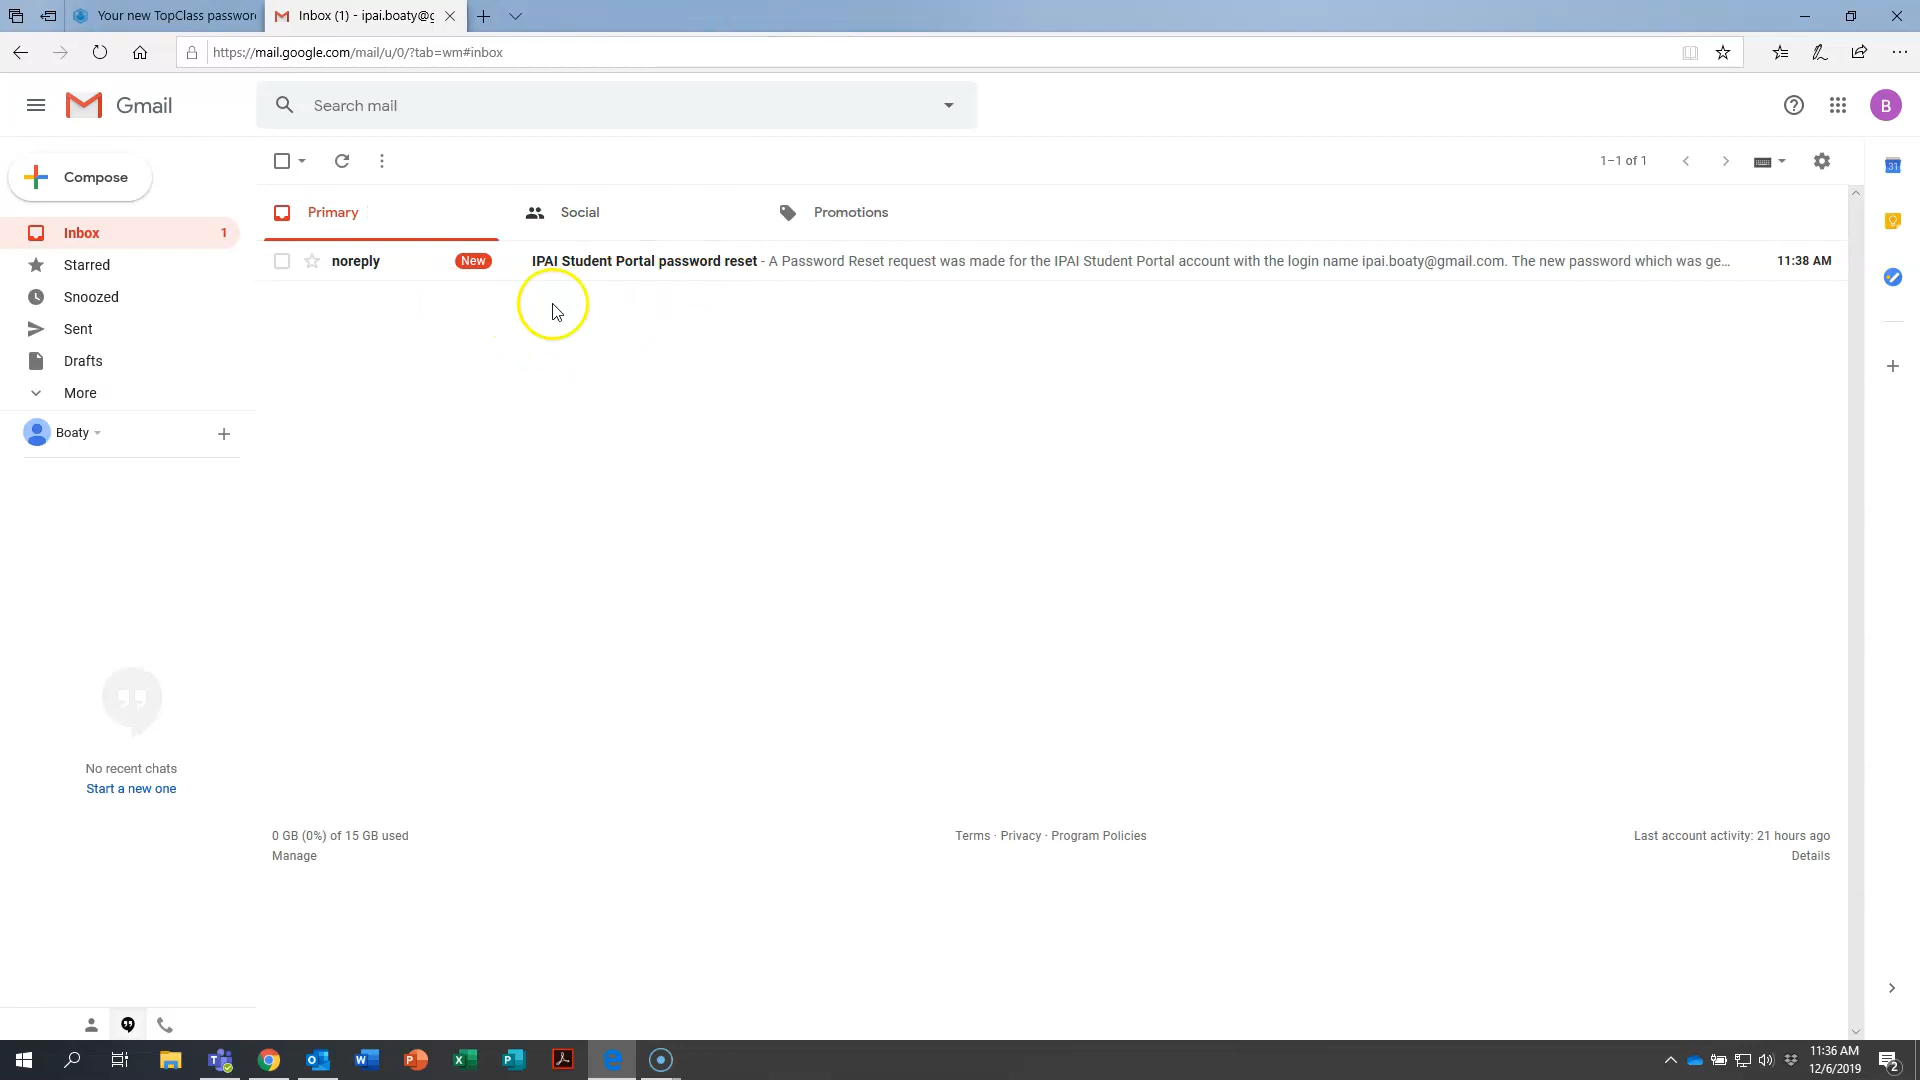 Your new TopClass password
Inbox (1) - ipai.boaty@g
https://mail.google.com/mail/u/0/?tab=wm#inbox
Gmail
Search mail
B
Compose
1–1 of 1
31
Primary
Social
Promotions
Inbox 1
noreply New IPAI Student Portal password reset - A Password Reset request was made for the IPAI Student Portal account with the login name ipai.boaty@gmail.com. The new password which was ge... 11:38 AM
Starred
Snoozed
Sent
Drafts
More
Boaty
No recent chats
Start a new one
0 GB (0%) of 15 GB used
Manage
Terms · Privacy · Program Policies
Last account activity: 21 hours ago
Details
11:36 AM
12/6/2019
2